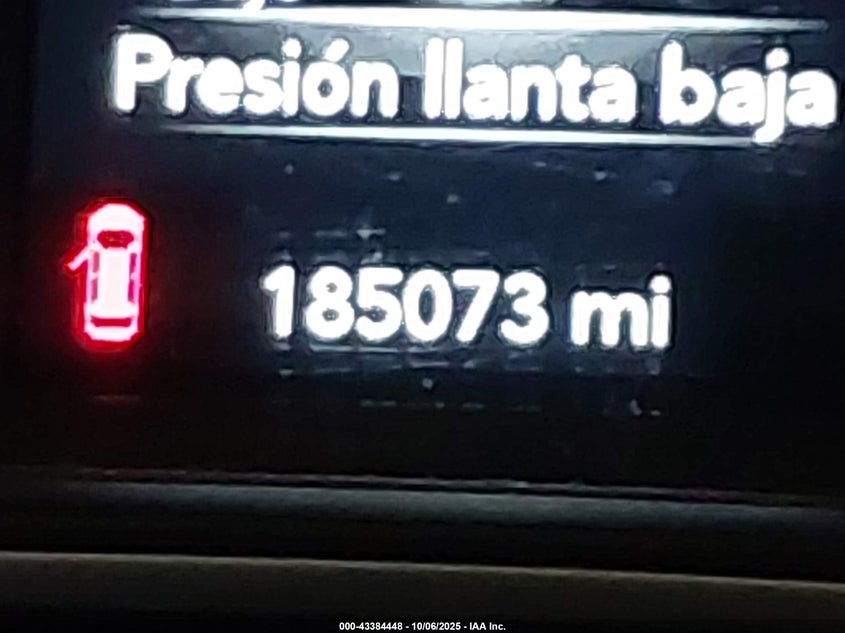 Presión llanta baja
185073 mi
000-43384448 - 10/06/2025 - IAA Inc.